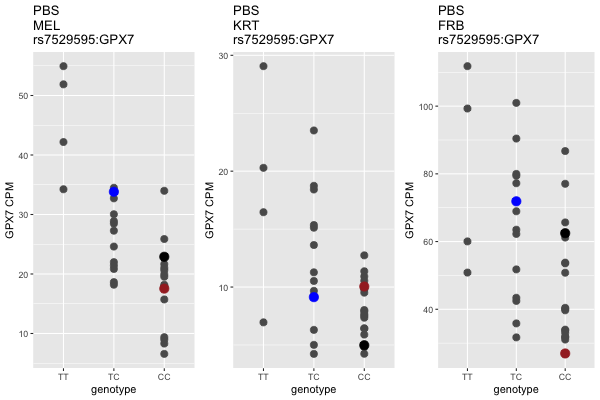 PBS
MEL
rs7529595:GPX7
GPX7 CPM
50
40
30
20
10
TT
TC
CC
genotype
PBS
KRT
rs7529595:GPX7
GPX7 CPM
30
20
10
TT
TC
CC
genotype
PBS
FRB
rs7529595:GPX7
GPX7 CPM
100
80
60
40
TT
TC
CC
genotype